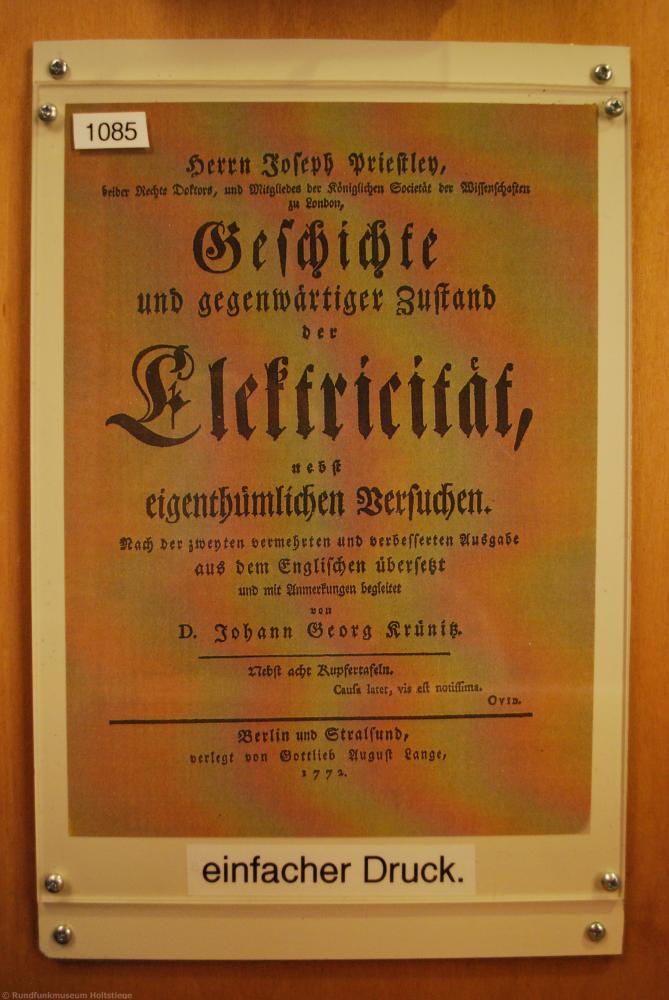 1085
Herrn Joſeph Prieſtley,
beider Rechte Doktors, und Mitgliedes der Königlichen Societät der Wiſſenſchaften
zu London,
Geſchichte
und gegenwärtiger Zuſtand
der
Elektricität,
nebſt
eigenthümlichen Verſuchen.
Nach der zweyten vermehrten und verbeſſerten Ausgabe
aus dem Engliſchen überſetzt
und mit Anmerkungen begleitet
von
D. Johann Georg Krünitz.
Nebſt acht Kupfertafeln.
Cauſa latet, vis eſt notiſſima.
OVID.
Berlin und Stralſund,
verlegt von Gottlieb Auguſt Lange,
1772.
einfacher Druck.
© Rundfunkmuseum Holtstiege